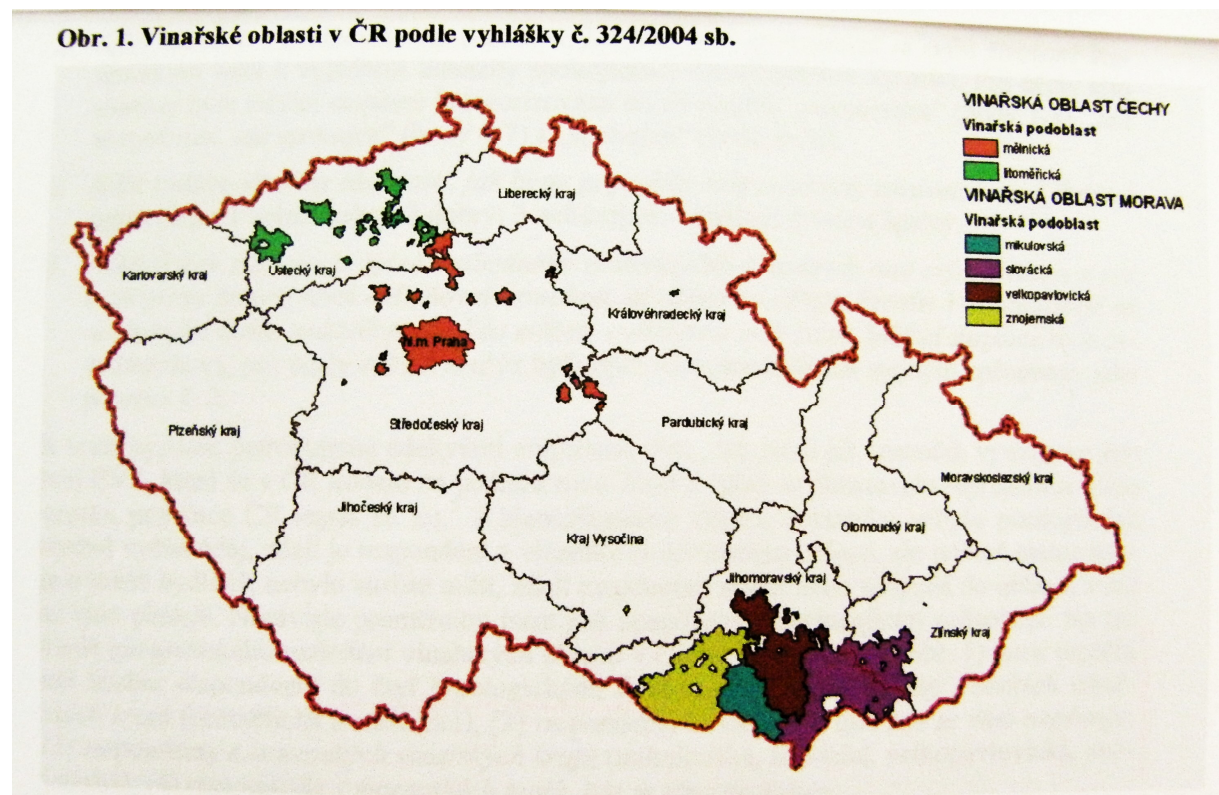 Obr. 1. Vinařské oblasti v ČR podle vyhlášky č. 324/2004 sb.
VINAŘSKÁ OBLAST ČECHY
Vinařská podoblast
mělnická
litoměřická
VINAŘSKÁ OBLAST MORAVA
Vinařská podoblast
mikulovská
slovácká
velkopavlovická
znojemská
Liberecký kraj
Karlovarský kraj
Ústecký kraj
Královéhradecký kraj
hl.m. Praha
Plzeňský kraj
Středočeský kraj
Pardubický kraj
Moravskoslezský kraj
Jihočeský kraj
Olomoucký kraj
Kraj Vysočina
Jihomoravský kraj
Zlínský kraj